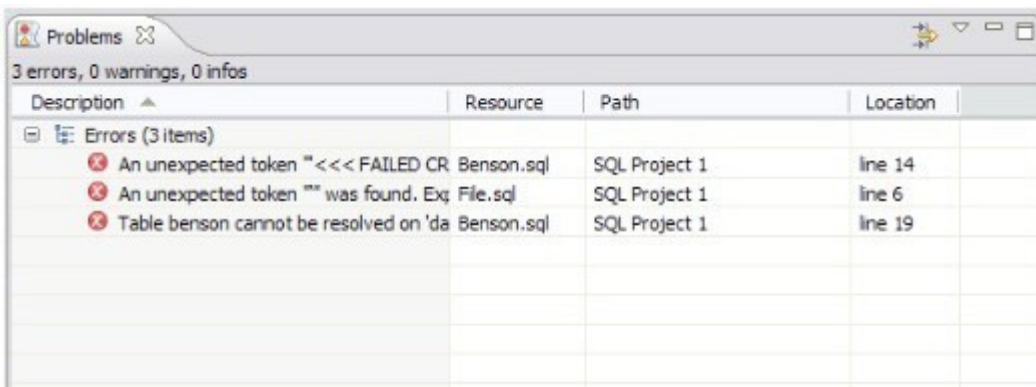 Problems
3 errors, 0 warnings, 0 infos
Description Resource Path Location
Errors (3 items)
An unexpected token "'<<< FAILED CR Benson.sql SQL Project 1 line 14
An unexpected token "'" was found. Exp File.sql SQL Project 1 line 6
Table benson cannot be resolved on 'da Benson.sql SQL Project 1 line 19